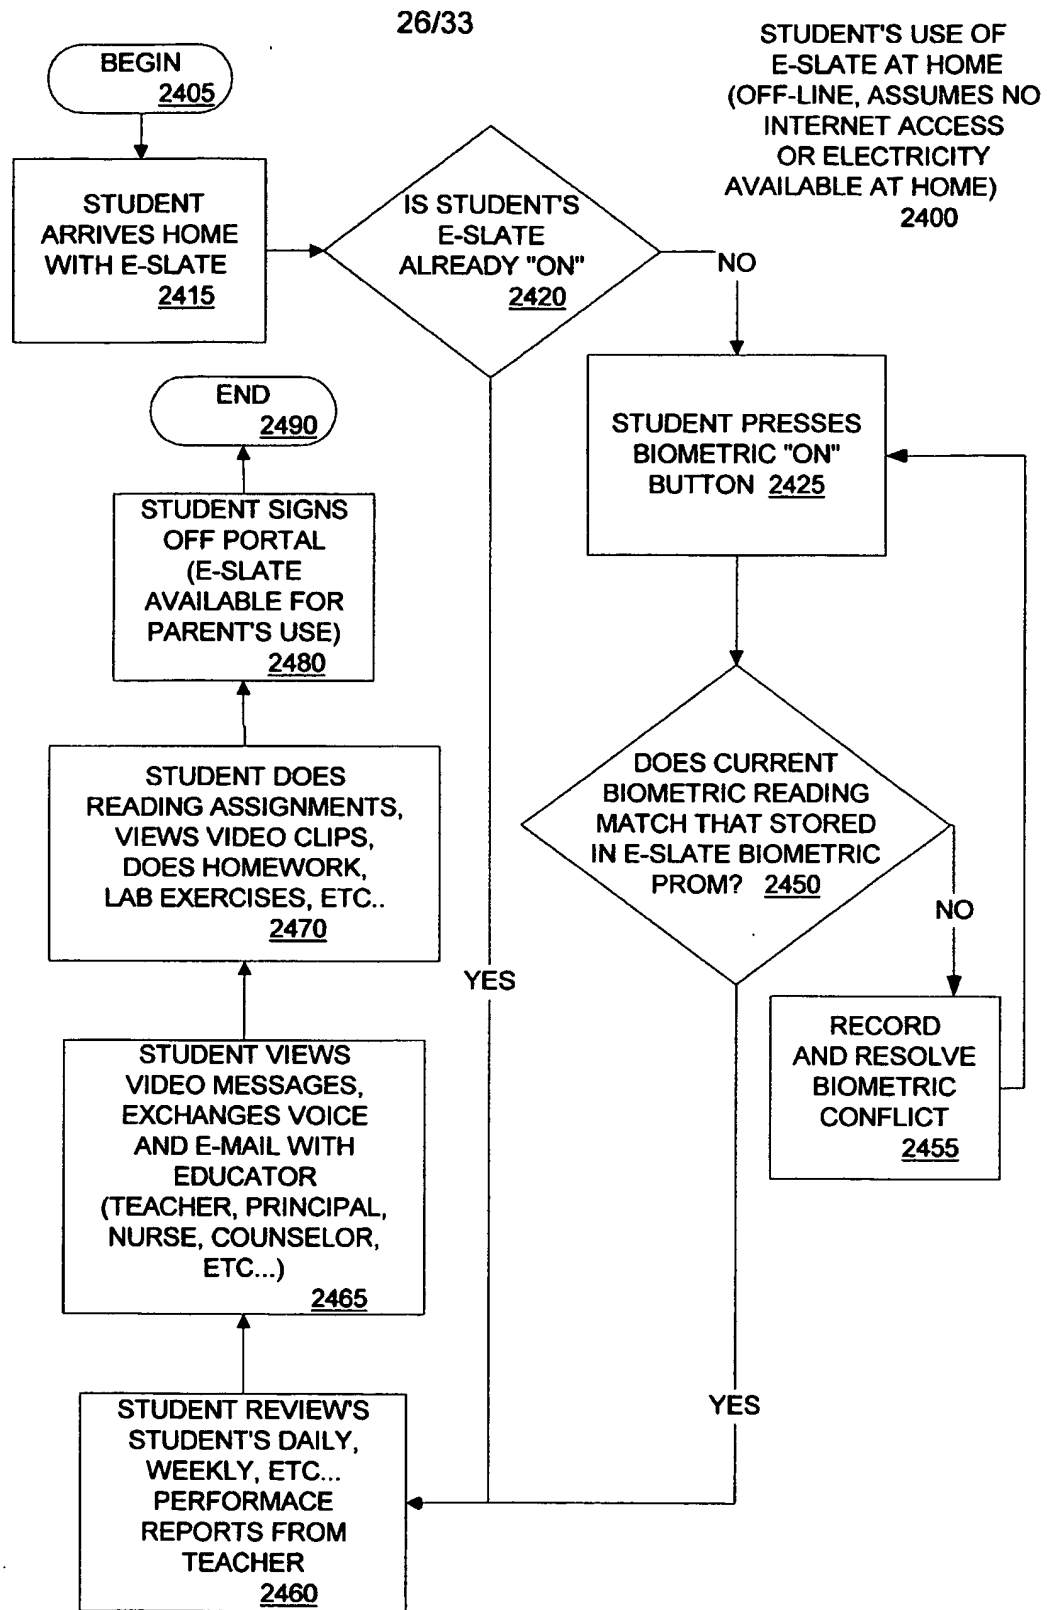 26/33
STUDENT'S USE OF
E-SLATE AT HOME
(OFF-LINE, ASSUMES NO
INTERNET ACCESS
OR ELECTRICITY
AVAILABLE AT HOME)
2400
BEGIN
2405
STUDENT
ARRIVES HOME
WITH E-SLATE
2415
IS STUDENT'S
E-SLATE
ALREADY "ON"
2420
NO
STUDENT PRESSES
BIOMETRIC "ON"
BUTTON 2425
DOES CURRENT
BIOMETRIC READING
MATCH THAT STORED
IN E-SLATE BIOMETRIC
PROM? 2450
NO
RECORD
AND RESOLVE
BIOMETRIC
CONFLICT
2455
YES
YES
STUDENT REVIEW'S
STUDENT'S DAILY,
WEEKLY, ETC...
PERFORMACE
REPORTS FROM
TEACHER
2460
STUDENT VIEWS
VIDEO MESSAGES,
EXCHANGES VOICE
AND E-MAIL WITH
EDUCATOR
(TEACHER, PRINCIPAL,
NURSE, COUNSELOR,
ETC...)
2465
STUDENT DOES
READING ASSIGNMENTS,
VIEWS VIDEO CLIPS,
DOES HOMEWORK,
LAB EXERCISES, ETC..
2470
STUDENT SIGNS
OFF PORTAL
(E-SLATE
AVAILABLE FOR
PARENT'S USE)
2480
END
2490